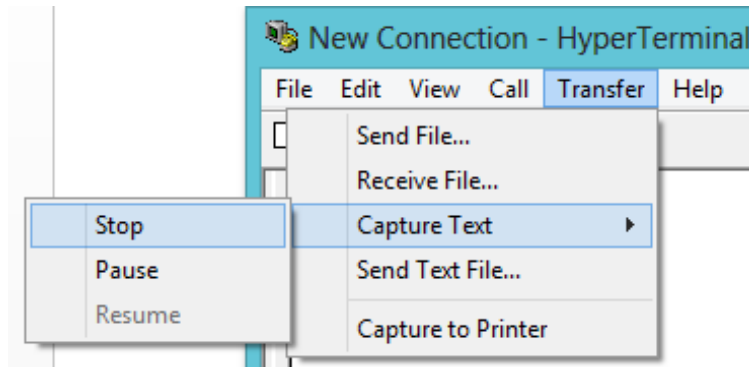 New Connection - HyperTerminal
File Edit View Call Transfer Help
Send File...
Receive File...
Capture Text
Send Text File...
Capture to Printer
Stop
Pause
Resume